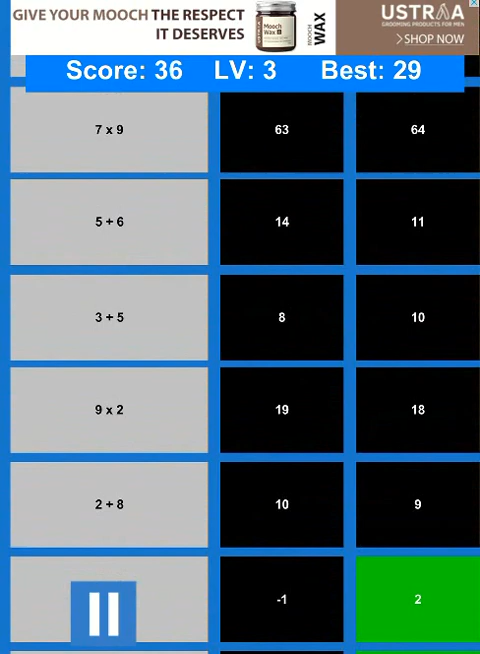 GIVE YOUR MOOCH THE RESPECT
IT DESERVES
Mooch
Wax
MOOCH
WAX
USTRAA
GROOMING PRODUCTS FOR MEN
>SHOP NOW
Score: 36 LV: 3 Best: 29
7 x 9 63 64
5 + 6 14 11
3 + 5 8 10
9 x 2 19 18
2 + 8 10 9
-1 2